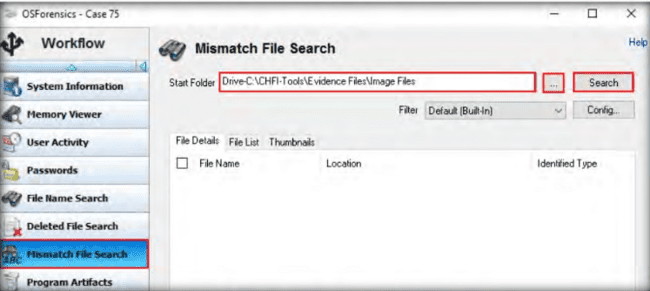 OSForensics - Case 75
Workflow
Mismatch File Search
Help
Start Folder Drive-C:\CHFI-Tools\Evidence Files\Image Files ... Search
Filter Default (Built-In) Config...
File Details File List Thumbnails
File Name Location Identified Type
System Information
Memory Viewer
User Activity
Passwords
File Name Search
Deleted File Search
ABC
Mismatch File Search
Program Artifacts